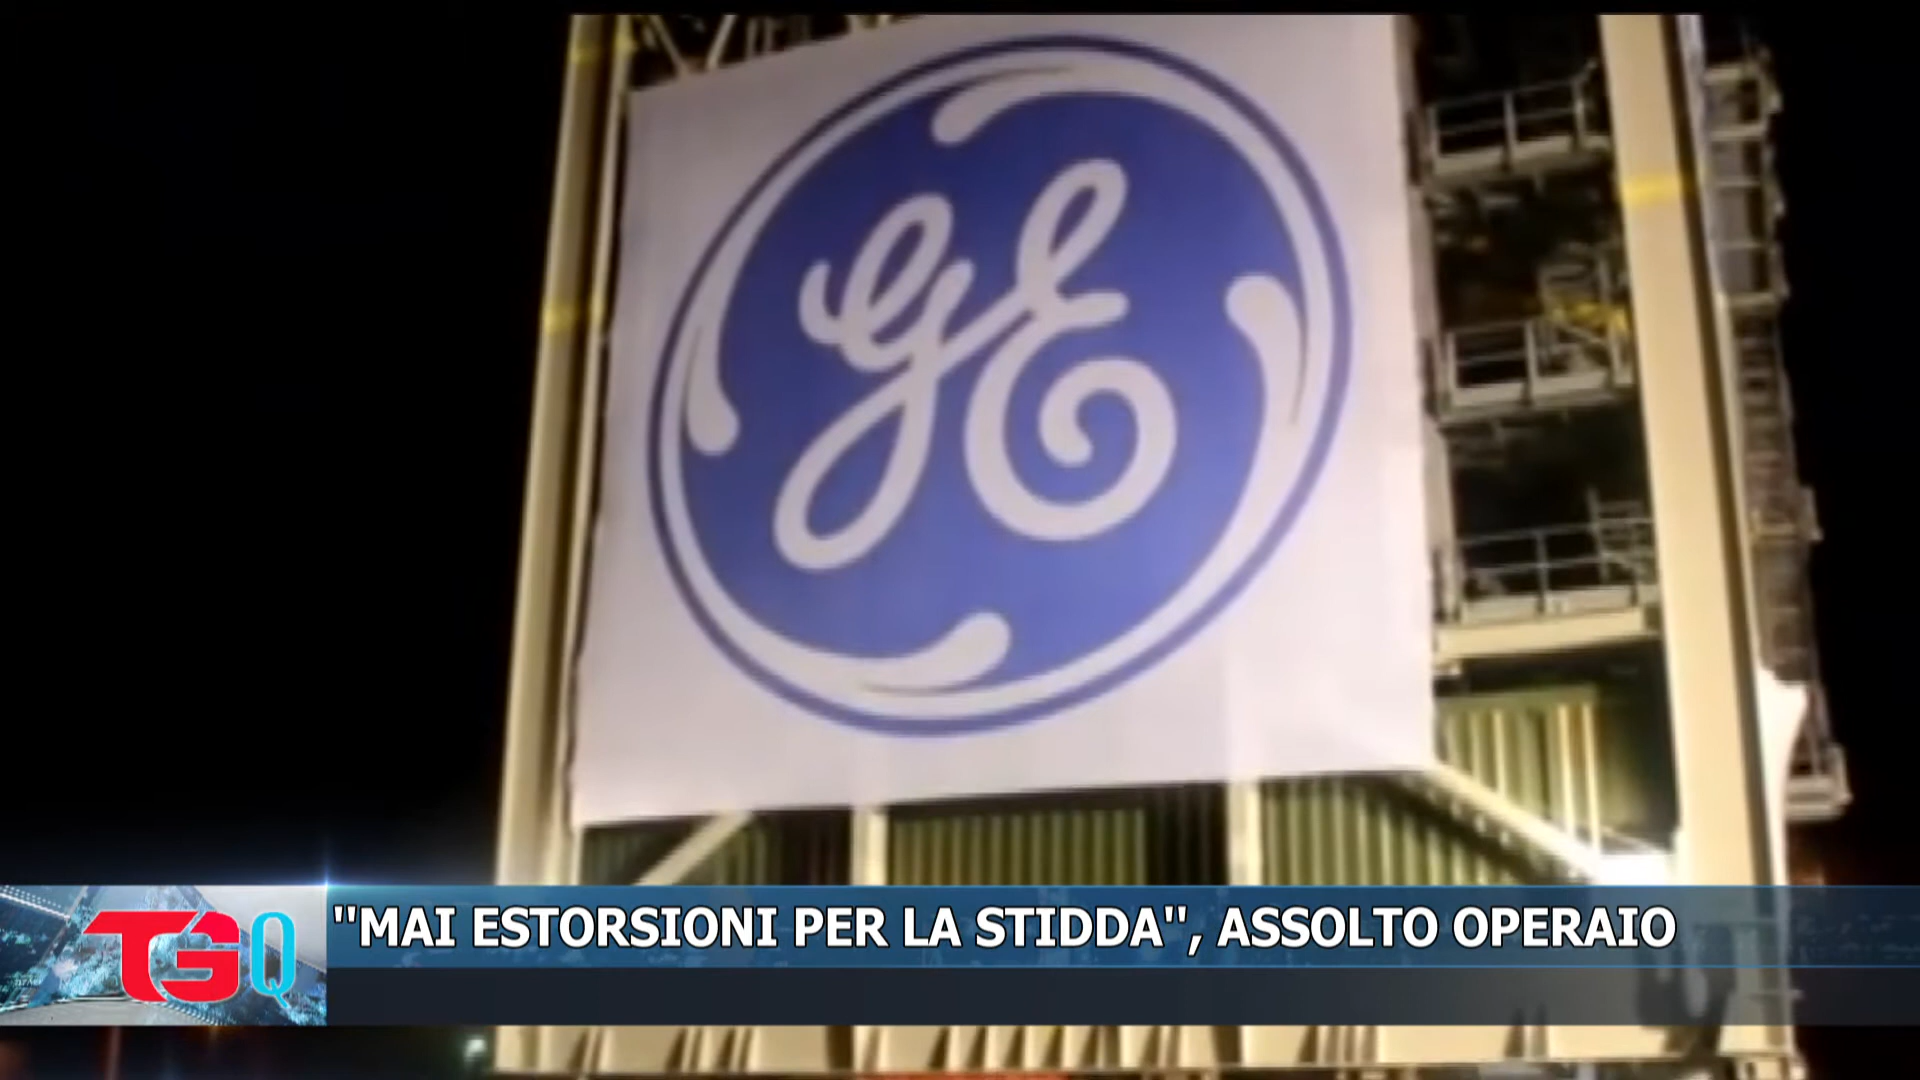 GE
TGQ
"MAI ESTORSIONI PER LA STIDDA", ASSOLTO OPERAIO